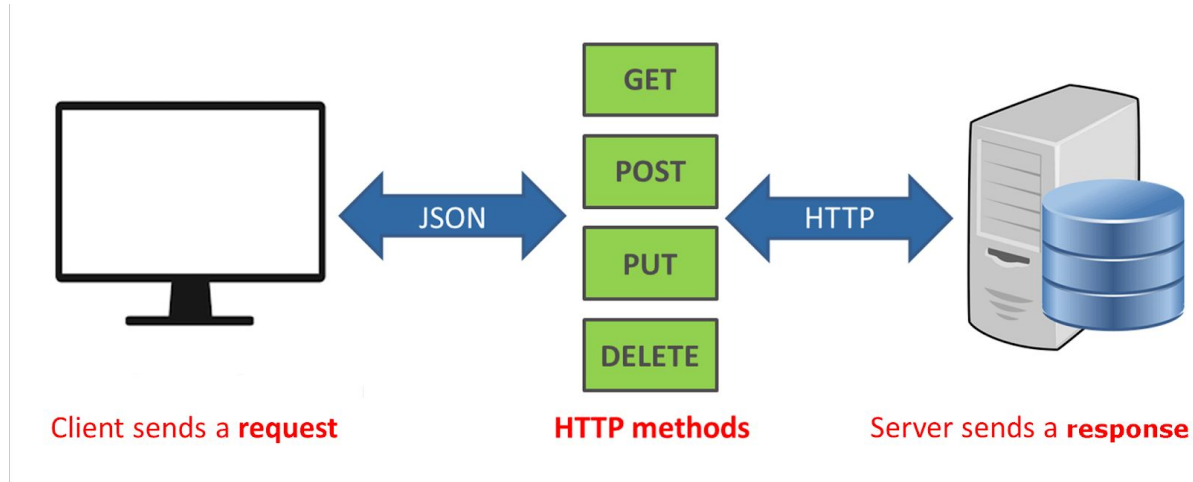 GET
POST
PUT
DELETE
JSON
HTTP
Client sends a request
HTTP methods
Server sends a response